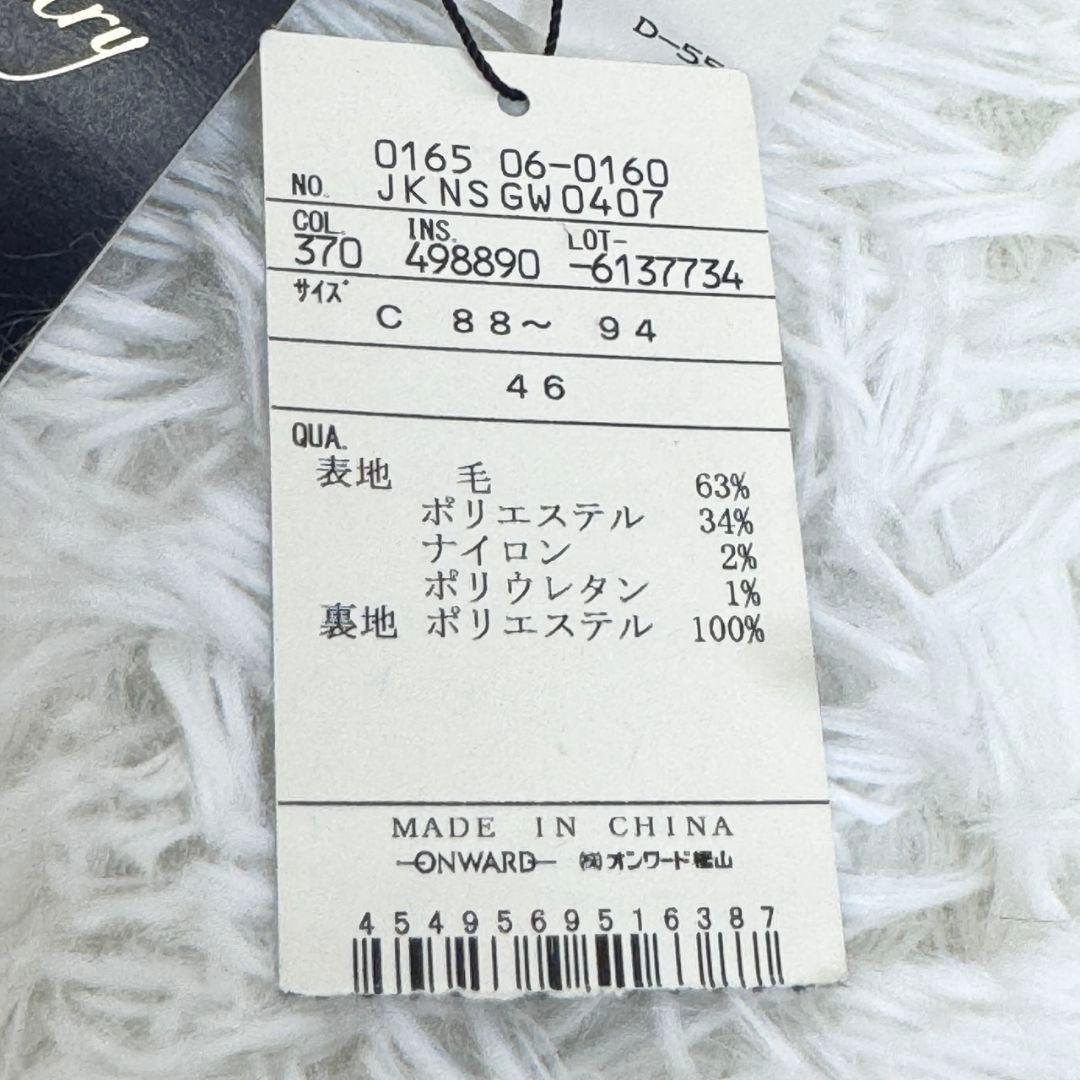 D-55
0165 06-0160
NO. JKNSGW0407
COL. INS. LOT-
370 498890 -6137734
サイズ
C 88～ 94
46
QUA.
表地 毛 63%
ポリエステル 34%
ナイロン 2%
ポリウレタン 1%
裏地 ポリエステル 100%
MADE IN CHINA
ONWARD ㈱オンワード樫山
4549569516387